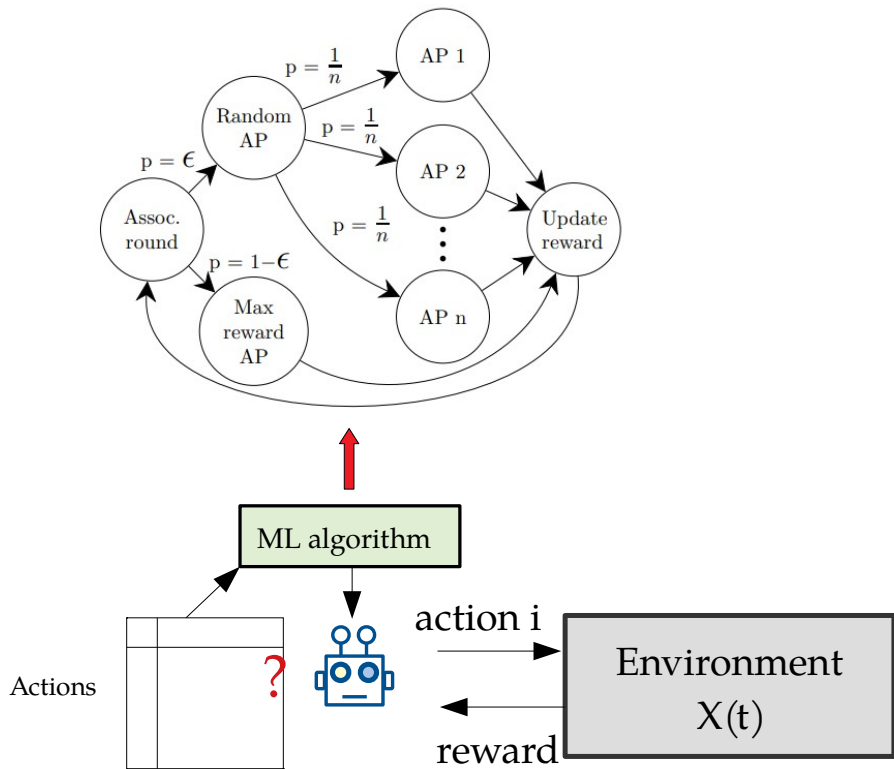 AP 1
p = 1/n
Random
AP
p = 1/n
AP 2
p = ϵ
Assoc.
round
p = 1/n
Update
reward
p = 1−ϵ
Max
reward
AP
AP n
ML algorithm
action i
Environment
X(t)
?
Actions
reward